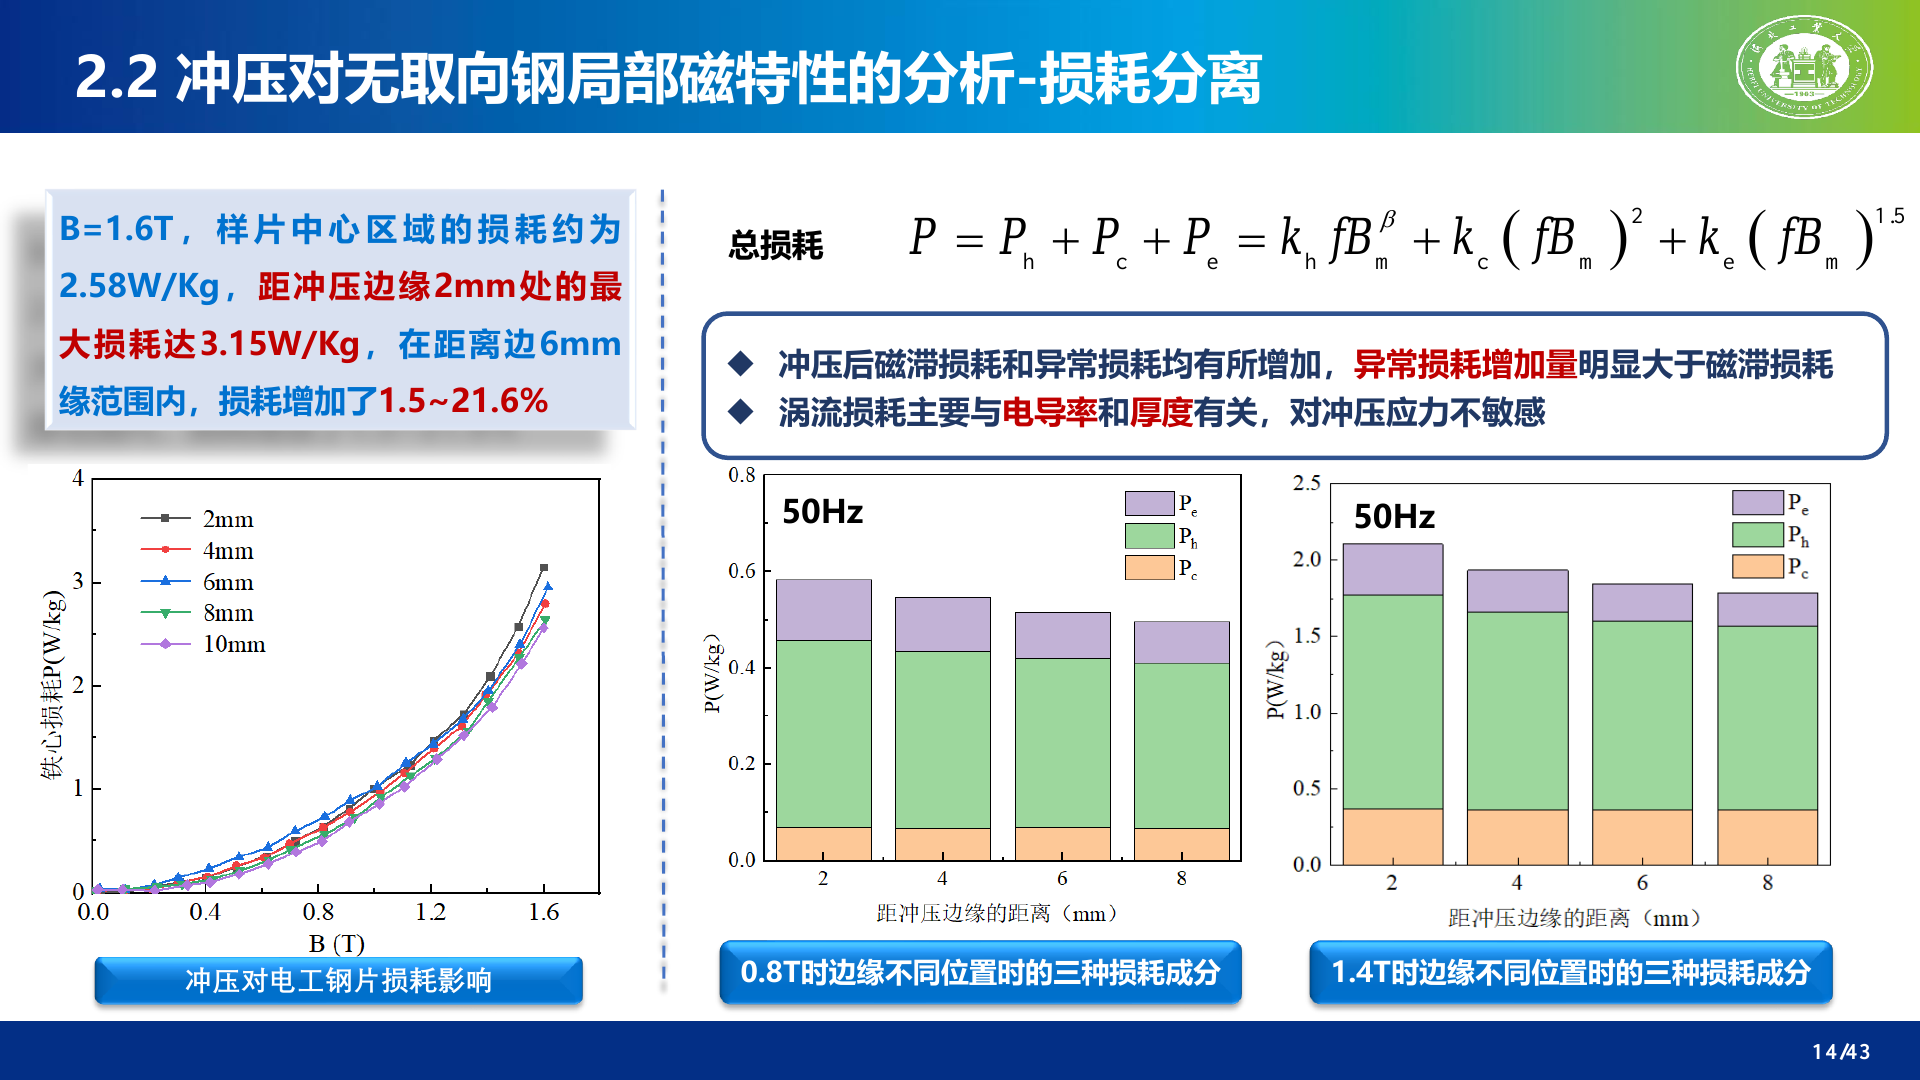 2.2 冲压对无取向钢局部磁特性的分析-损耗分离
B=1.6T，样片中心区域的损耗约为
2.58W/Kg，距冲压边缘2mm处的最
大损耗达3.15W/Kg，在距离边6mm
缘范围内，损耗增加了1.5~21.6%
总损耗 P = P_h + P_c + P_e = k_h fB_m^β + k_c (fB_m)^2 + k_e (fB_m)^1.5
◆ 冲压后磁滞损耗和异常损耗均有所增加，异常损耗增加量明显大于磁滞损耗
◆ 涡流损耗主要与电导率和厚度有关，对冲压应力不敏感
4
3
2
1
0
铁心损耗P(W/kg)
2mm
4mm
6mm
8mm
10mm
0.0 0.4 0.8 1.2 1.6
B (T)
冲压对电工钢片损耗影响
0.8
0.6
0.4
0.2
0.0
P(W/kg)
50Hz
Pe
Ph
Pc
2 4 6 8
距冲压边缘的距离（mm）
0.8T时边缘不同位置时的三种损耗成分
2.5
2.0
1.5
1.0
0.5
0.0
P(W/kg)
50Hz
Pe
Ph
Pc
2 4 6 8
距冲压边缘的距离（mm）
1.4T时边缘不同位置时的三种损耗成分
14/43